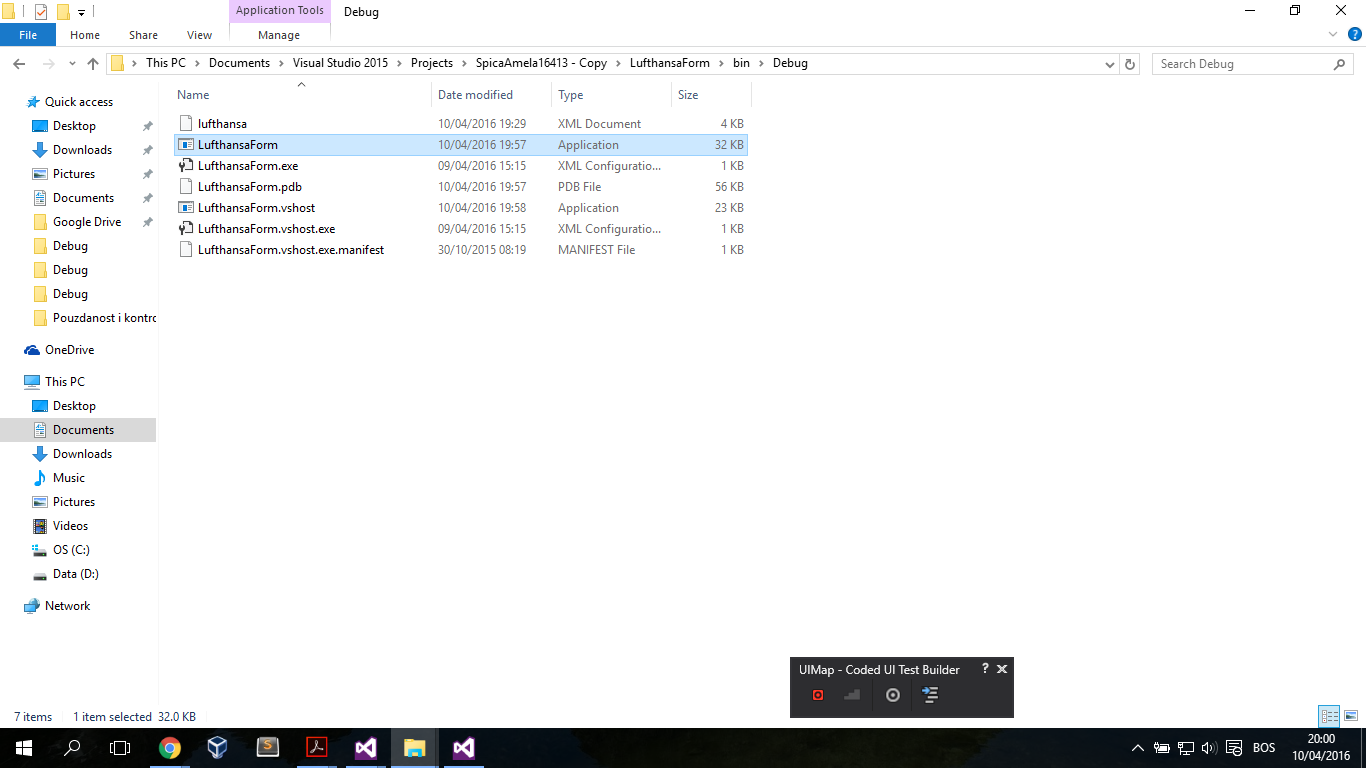 Application Tools Debug
File Home Share View Manage
This PC Documents Visual Studio 2015 Projects SpicaAmela16413 - Copy LufthansaForm bin Debug Search Debug
Name Date modified Type Size
Quick access
Desktop
Downloads
Pictures
Documents
Google Drive
Debug
Debug
Debug
Pouzdanost i kontro
OneDrive
This PC
Desktop
Documents
Downloads
Music
Pictures
Videos
OS (C:)
Data (D:)
Network
lufthansa 10/04/2016 19:29 XML Document 4 KB
LufthansaForm 10/04/2016 19:57 Application 32 KB
LufthansaForm.exe 09/04/2016 15:15 XML Configuratio... 1 KB
LufthansaForm.pdb 10/04/2016 19:57 PDB File 56 KB
LufthansaForm.vshost 10/04/2016 19:58 Application 23 KB
LufthansaForm.vshost.exe 09/04/2016 15:15 XML Configuratio... 1 KB
LufthansaForm.vshost.exe.manifest 30/10/2015 08:19 MANIFEST File 1 KB
UIMap - Coded UI Test Builder ?
7 items 1 item selected 32.0 KB
BOS
20:00
10/04/2016